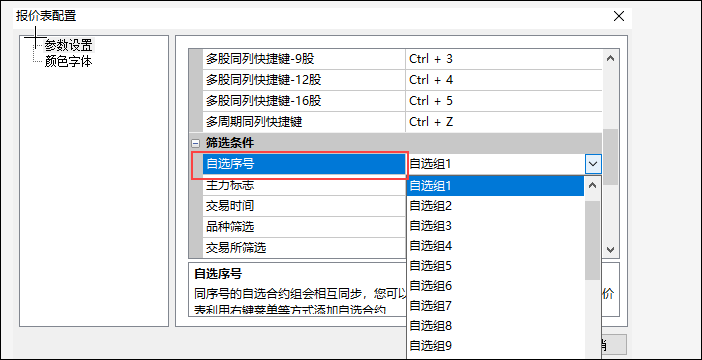 报价表配置
参数设置
颜色字体
多股同列快捷键-9股 Ctrl + 3
多股同列快捷键-12股 Ctrl + 4
多股同列快捷键-16股 Ctrl + 5
多周期同列快捷键 Ctrl + Z
筛选条件
自选序号 自选组1
主力标志 自选组1
交易时间 自选组2
品种筛选 自选组3
交易所筛选 自选组4
自选组5
自选序号 自选组6
同序号的自选合约组会相互同步，您可以 价
自选组7
表利用右键菜单等方式添加自选合约
自选组8
自选组9
消